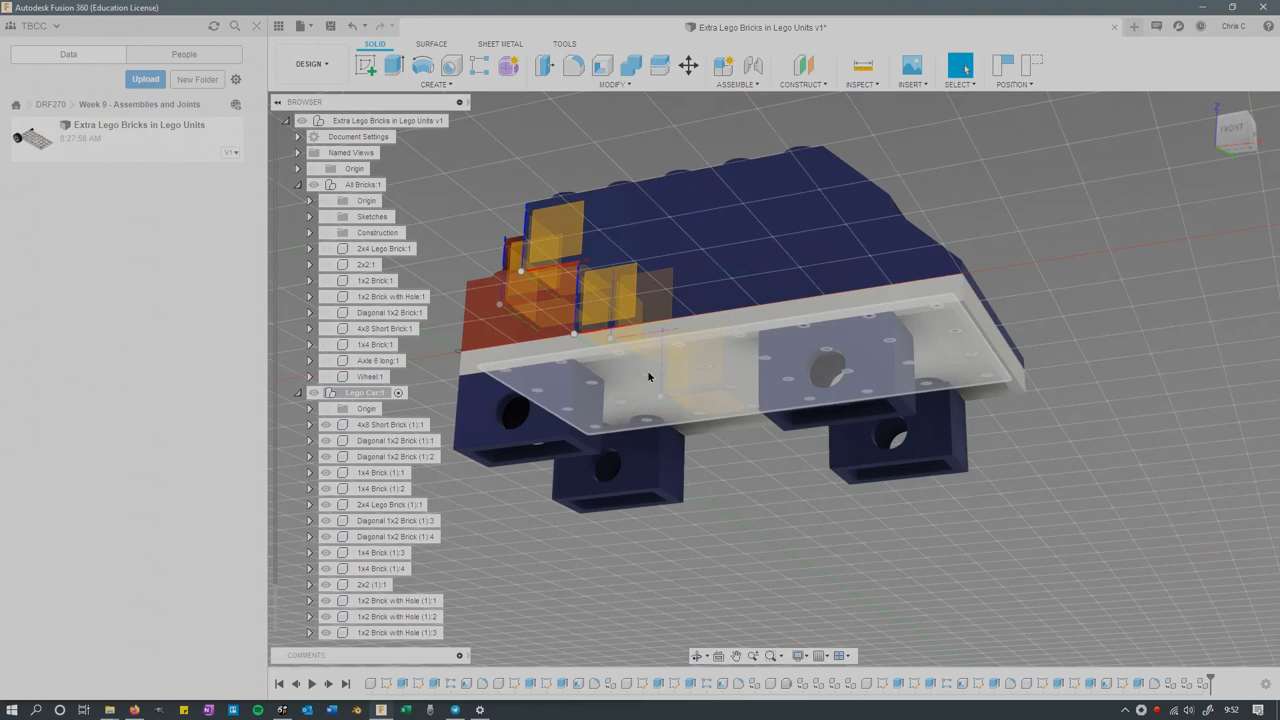 Autodesk Fusion 360 (Education License)
TBCC
Extra Lego Bricks in Lego Units v1*
Chris C
Data
People
SOLID
SURFACE
SHEET METAL
TOOLS
Upload
New Folder
DESIGN
CREATE
MODIFY
ASSEMBLE
CONSTRUCT
INSPECT
INSERT
SELECT
POSITION
DRF270
Week 9 - Assemblies and Joints
Extra Lego Bricks in Lego Units
8:27:58 AM
V1
BROWSER
Extra Lego Bricks in Lego Units v1
Document Settings
Named Views
Origin
All Bricks:1
Origin
Sketches
Construction
2x4 Lego Brick:1
2x2:1
1x2 Brick:1
1x2 Brick with Hole:1
Diagonal 1x2 Brick:1
4x8 Short Brick:1
1x4 Brick:1
Axle 6 long:1
Wheel:1
Lego Car:1
Origin
4x8 Short Brick (1):1
Diagonal 1x2 Brick (1):1
Diagonal 1x2 Brick (1):2
1x4 Brick (1):1
1x4 Brick (1):2
2x4 Lego Brick (1):1
Diagonal 1x2 Brick (1):3
Diagonal 1x2 Brick (1):4
1x4 Brick (1):3
1x4 Brick (1):4
2x2 (1):1
1x2 Brick with Hole (1):1
1x2 Brick with Hole (1):2
1x2 Brick with Hole (1):3
Z
FRONT
COMMENTS
9:52